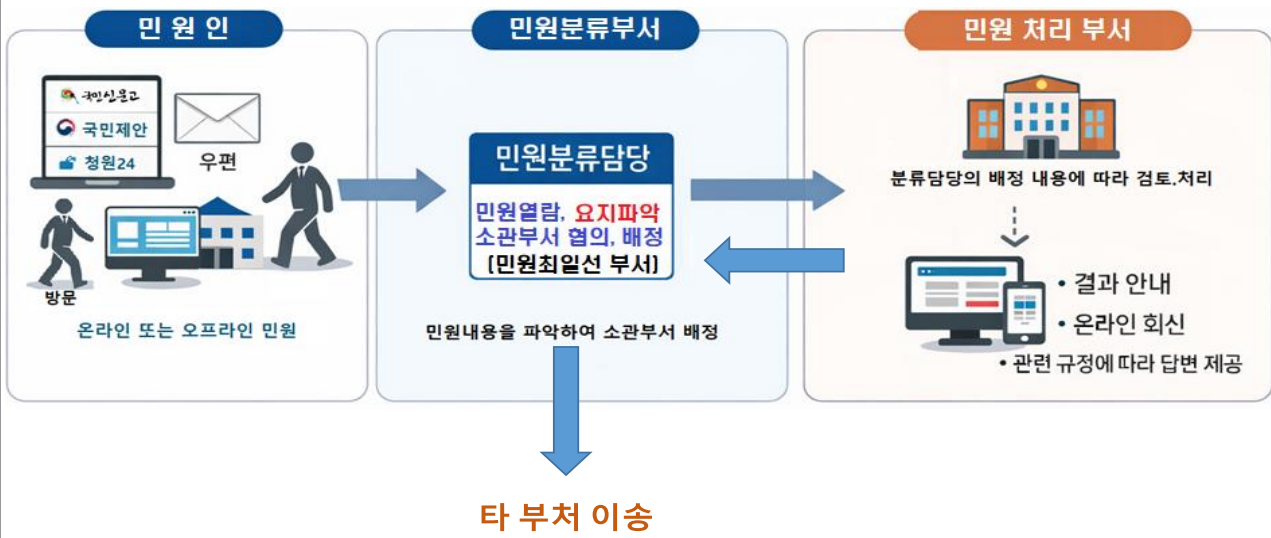 민 원 인
국민신문고
국민제안
청원24
우편
방문
온라인 또는 오프라인 민원
민원분류부서
민원분류담당
민원열람, 요지파악
소관부서 협의, 배정
(민원최일선 부서)
민원내용을 파악하여 소관부서 배정
타 부처 이송
민원 처리 부서
분류담당의 배정 내용에 따라 검토.처리
• 결과 안내
• 온라인 회신
• 관련 규정에 따라 답변 제공